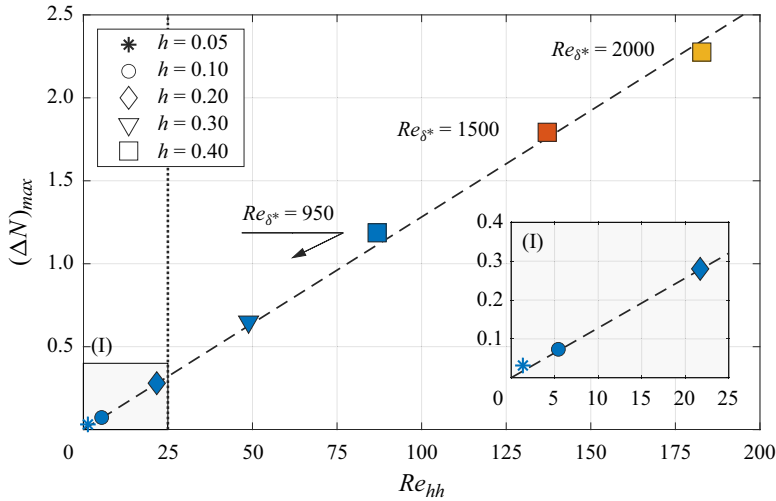 2.5
2.0
1.5
1.0
0.5
(ΔN)max
h = 0.05
h = 0.10
h = 0.20
h = 0.30
h = 0.40
Reδ* = 2000
Reδ* = 1500
Reδ* = 950
(I)
(I)
0.4
0.3
0.2
0.1
0 5 10 15 20 25
0 25 50 75 100 125 150 175 200
Rehh